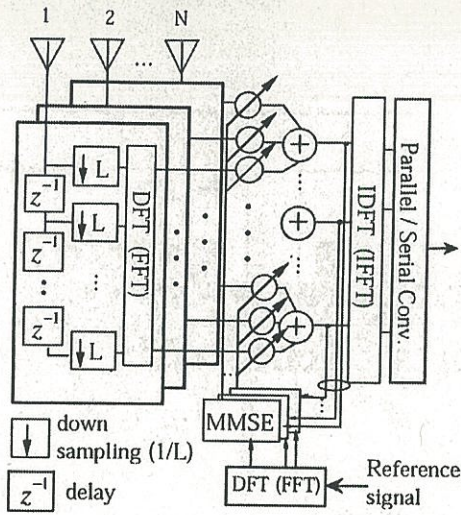 1 2 ... N
z⁻¹ ↓ L
z⁻¹ ↓ L
z⁻¹ ↓ L
DFT (FFT)
+
+
+
IDFT (IFFT)
Parallel / Serial Conv.
MMSE
DFT (FFT)
Reference
signal
↓ down
sampling (1/L)
z⁻¹ delay